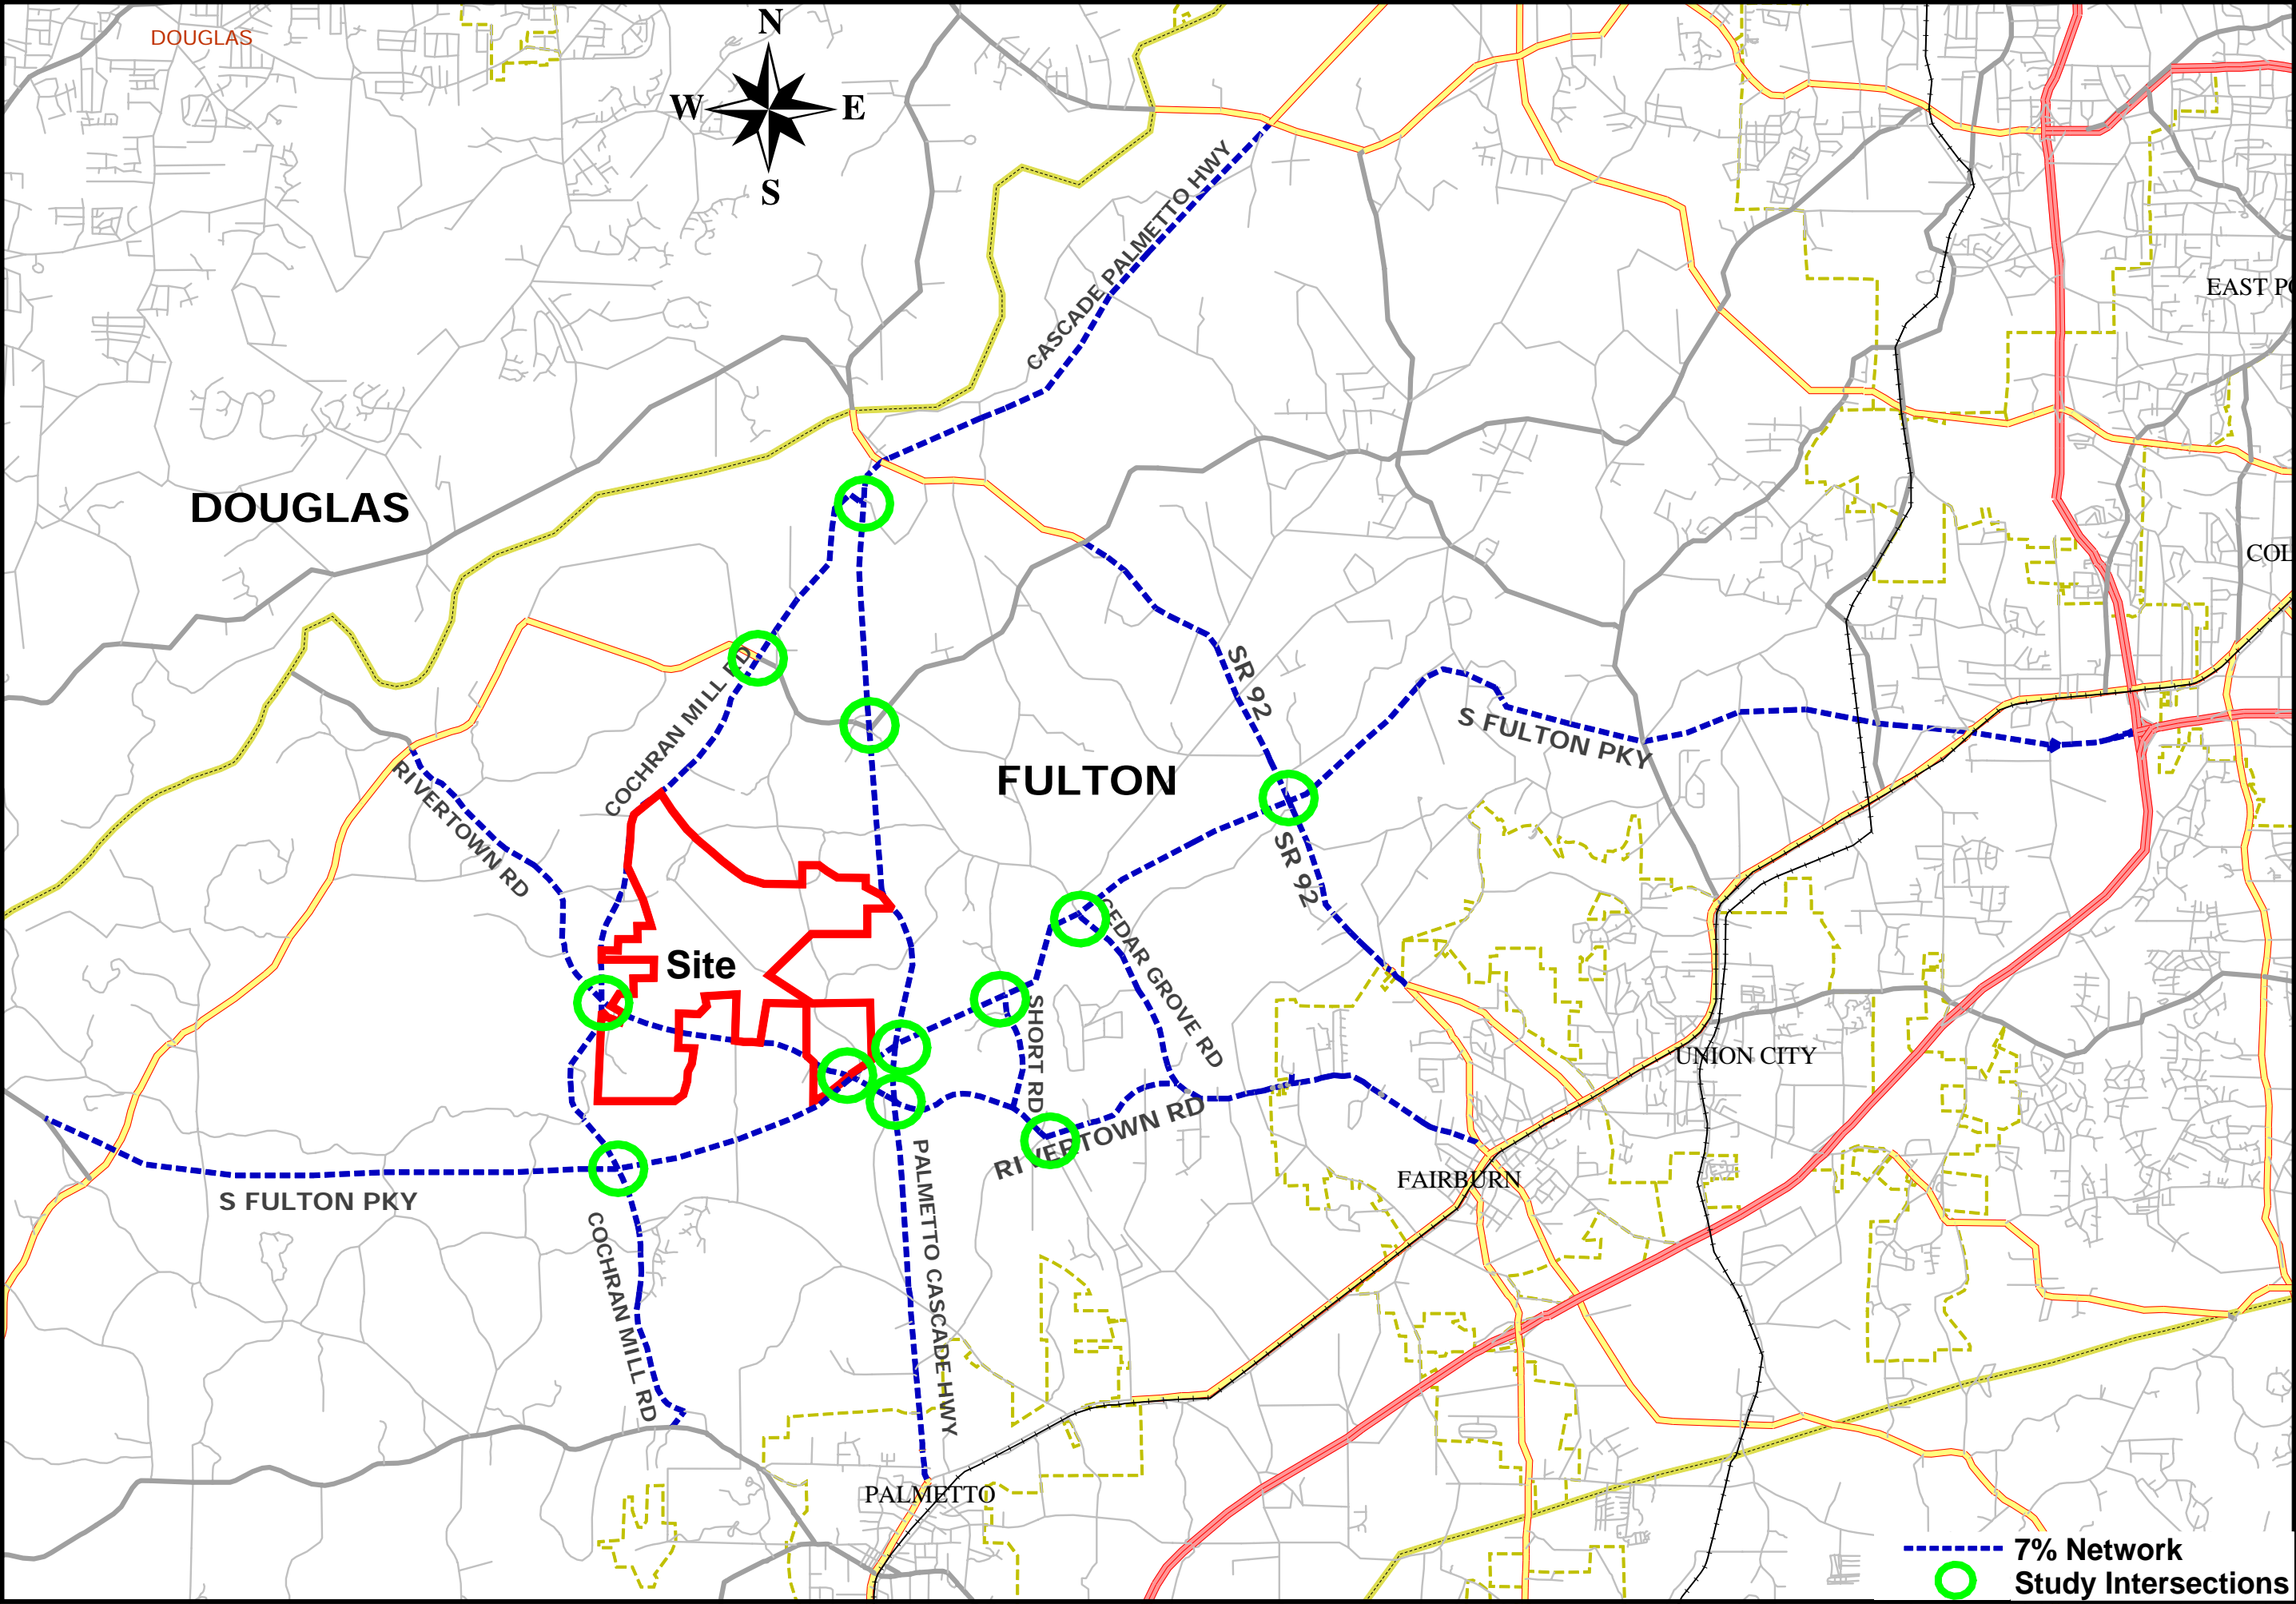 DOUGLAS
N
W
E
S
CASCADE PALMETTO HWY
EAST PO
DOUGLAS
COL
SR 92
COCHRAN MILL RD
S FULTON PKY
FULTON
RIVERTOWN RD
SR 92
CEDAR GROVE RD
Site
SHORT RD
UNION CITY
RIVERTOWN RD
PALMETTO CASCADE HWY
FAIRBURN
S FULTON PKY
COCHRAN MILL RD
PALMETTO
7% Network
Study Intersections